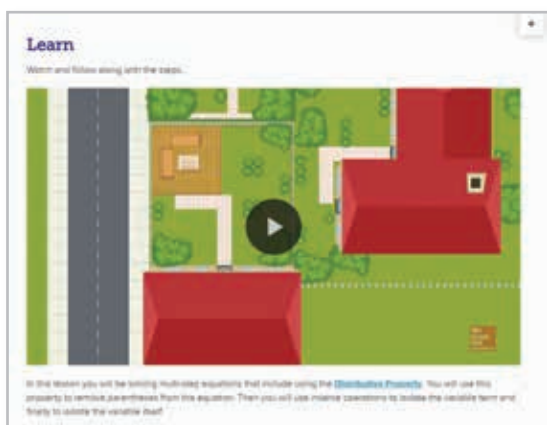 Learn
Watch and follow along with the steps.
In this lesson you will be solving multi-step equations that include using the Distributive Property. You will use this
property to remove parentheses from the equation. Then you will use inverse operations to isolate the variable term and
finally to isolate the variable itself.